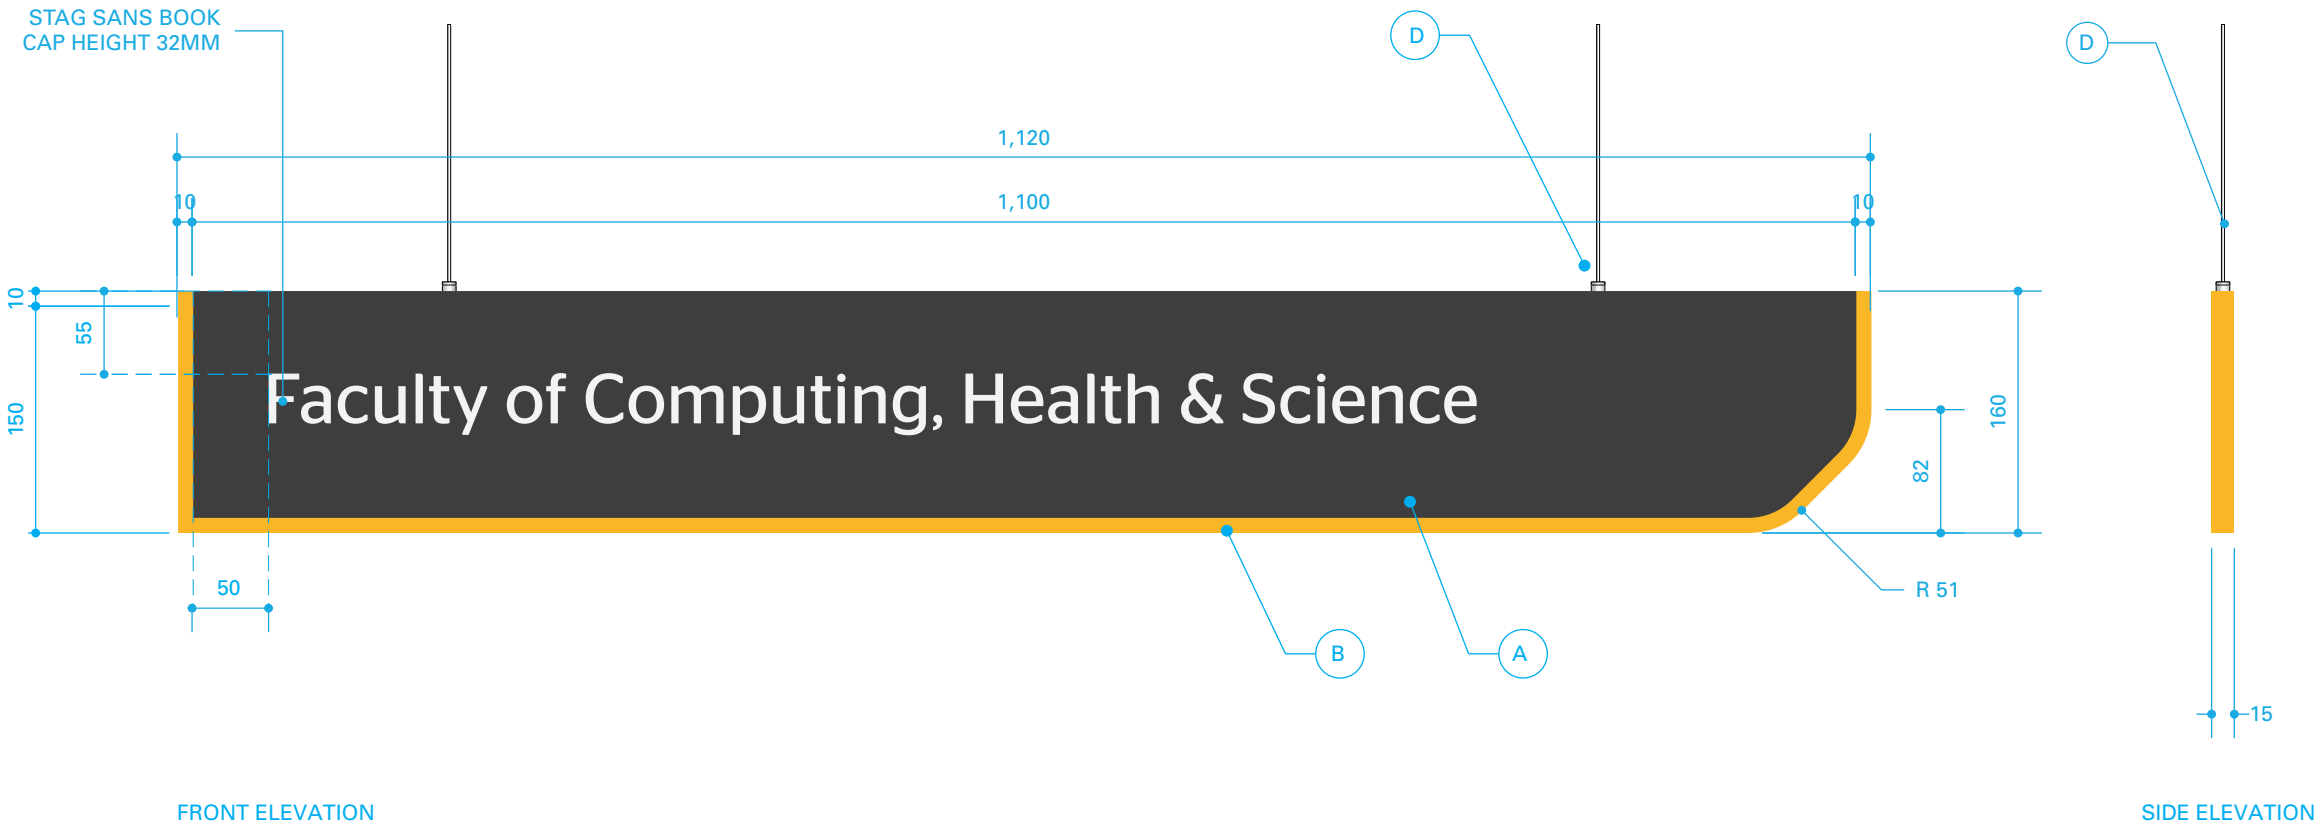 STAG SANS BOOK
CAP HEIGHT 32MM
D
D
1,120
10
1,100
10
10
55
150
Faculty of Computing, Health & Science
160
82
50
R 51
B
A
15
FRONT ELEVATION
SIDE ELEVATION